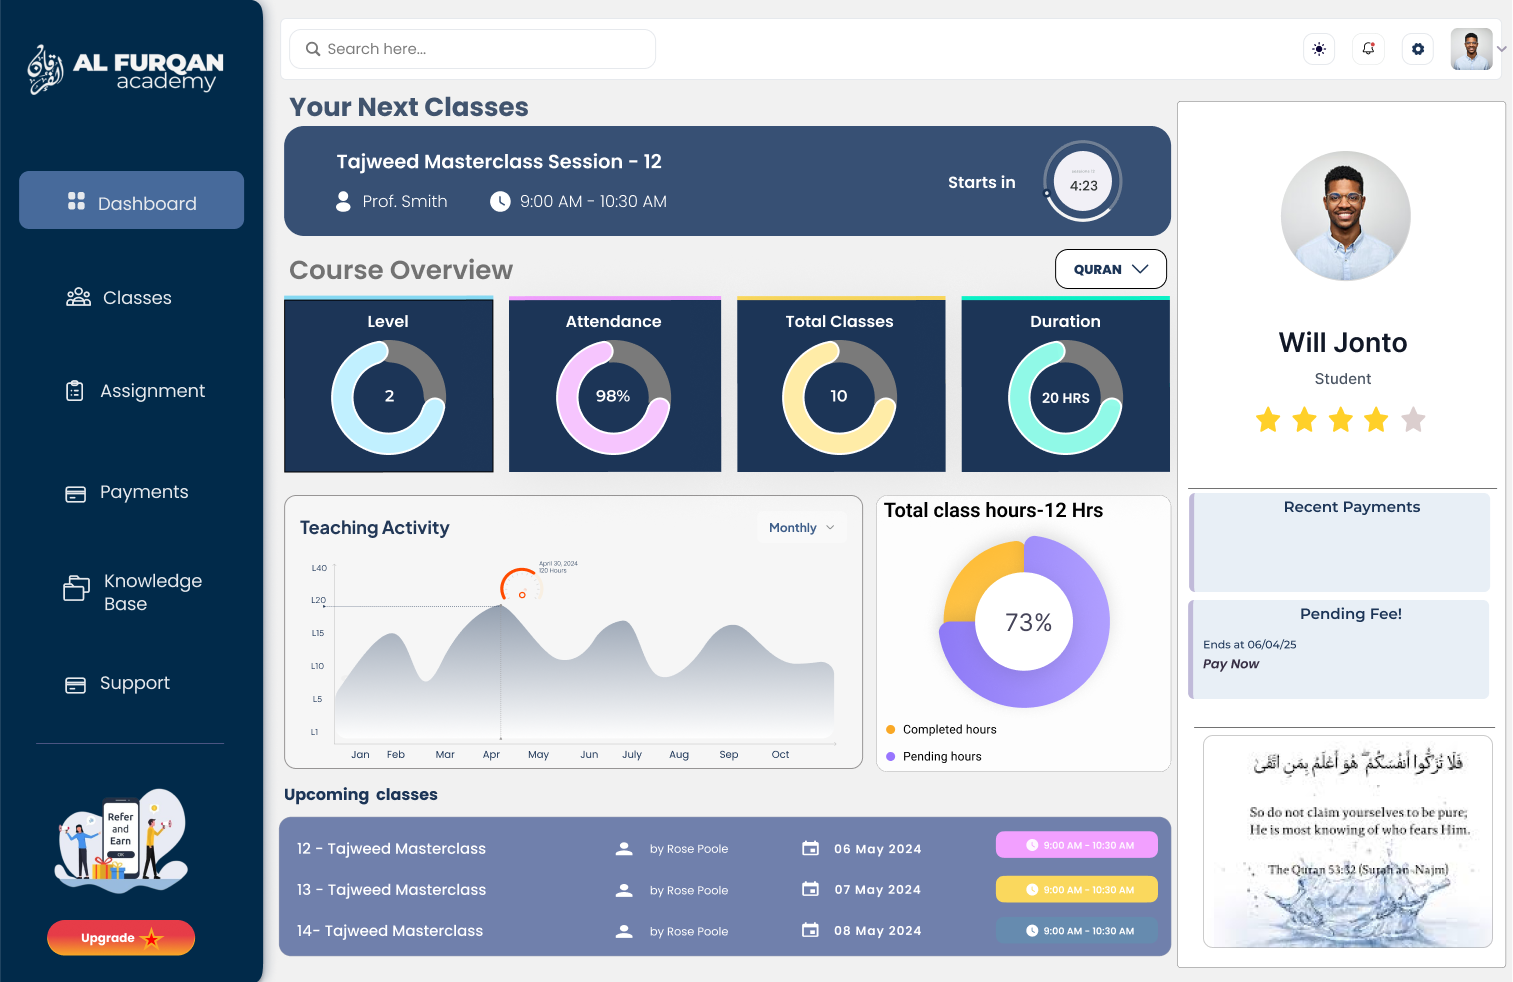 AL FURQAN
academy
Search here...
Dashboard
Classes
Assignment
Payments
Knowledge
Base
Support
Refer
and
Earn
Upgrade
Your Next Classes
Tajweed Masterclass Session - 12
Prof. Smith
9:00 AM - 10:30 AM
Starts in
4:23
Course Overview
QURAN
Level
2
Attendance
98%
Total Classes
10
Duration
20 HRS
Teaching Activity
Monthly
April 30, 2024
120 Hours
L40
L20
L15
L10
L5
L1
Jan Feb Mar Apr May Jun July Aug Sep Oct
Total class hours-12 Hrs
73%
Completed hours
Pending hours
Upcoming classes
12 - Tajweed Masterclass by Rose Poole 06 May 2024 9:00 AM - 10:30 AM
13 - Tajweed Masterclass by Rose Poole 07 May 2024 9:00 AM - 10:30 AM
14- Tajweed Masterclass by Rose Poole 08 May 2024 9:00 AM - 10:30 AM
Will Jonto
Student
Recent Payments
Pending Fee!
Ends at 06/04/25
Pay Now
فَلَا تُزَكُّوا أَنفُسَكُمْ ۖ هُوَ أَعْلَمُ بِمَنِ اتَّقَىٰ
So do not claim yourselves to be pure;
He is most knowing of who fears Him.
The Quran 53:32 (Surah an-Najm)